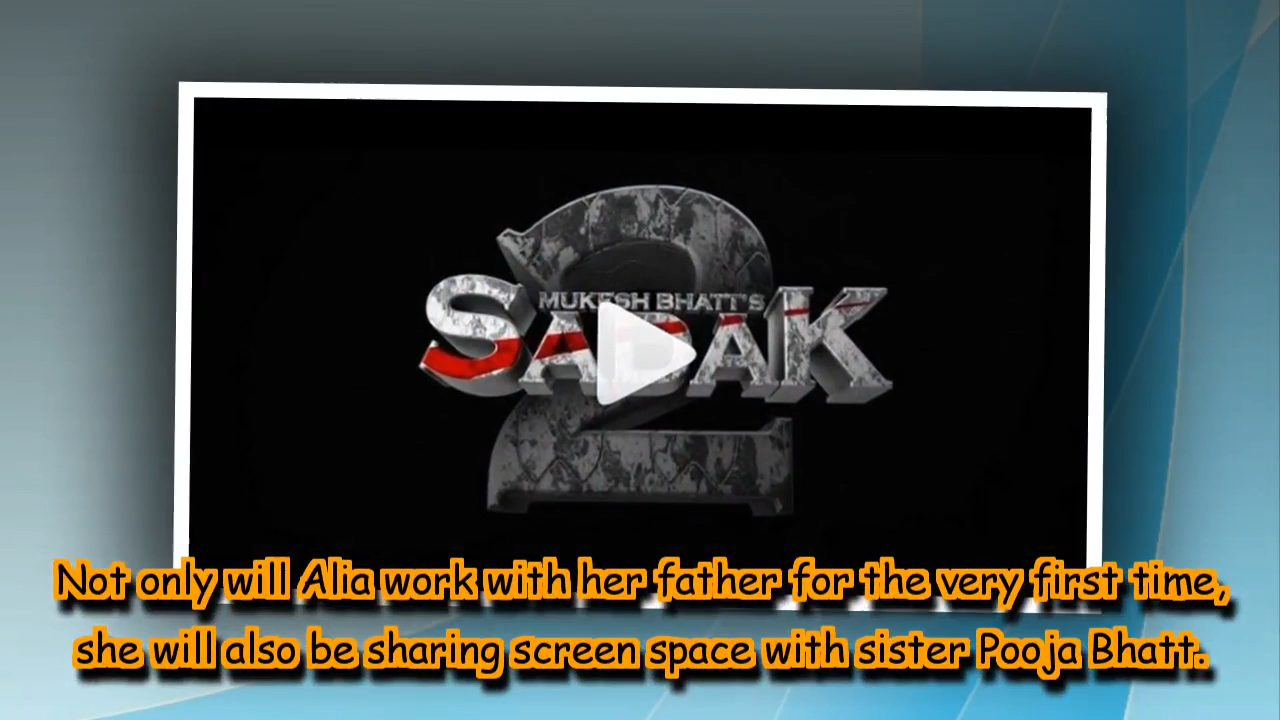 2
MUKESH BHATT'S
SADAK
Not only will Alia work with her father for the very first time,
she will also be sharing screen space with sister Pooja Bhatt.